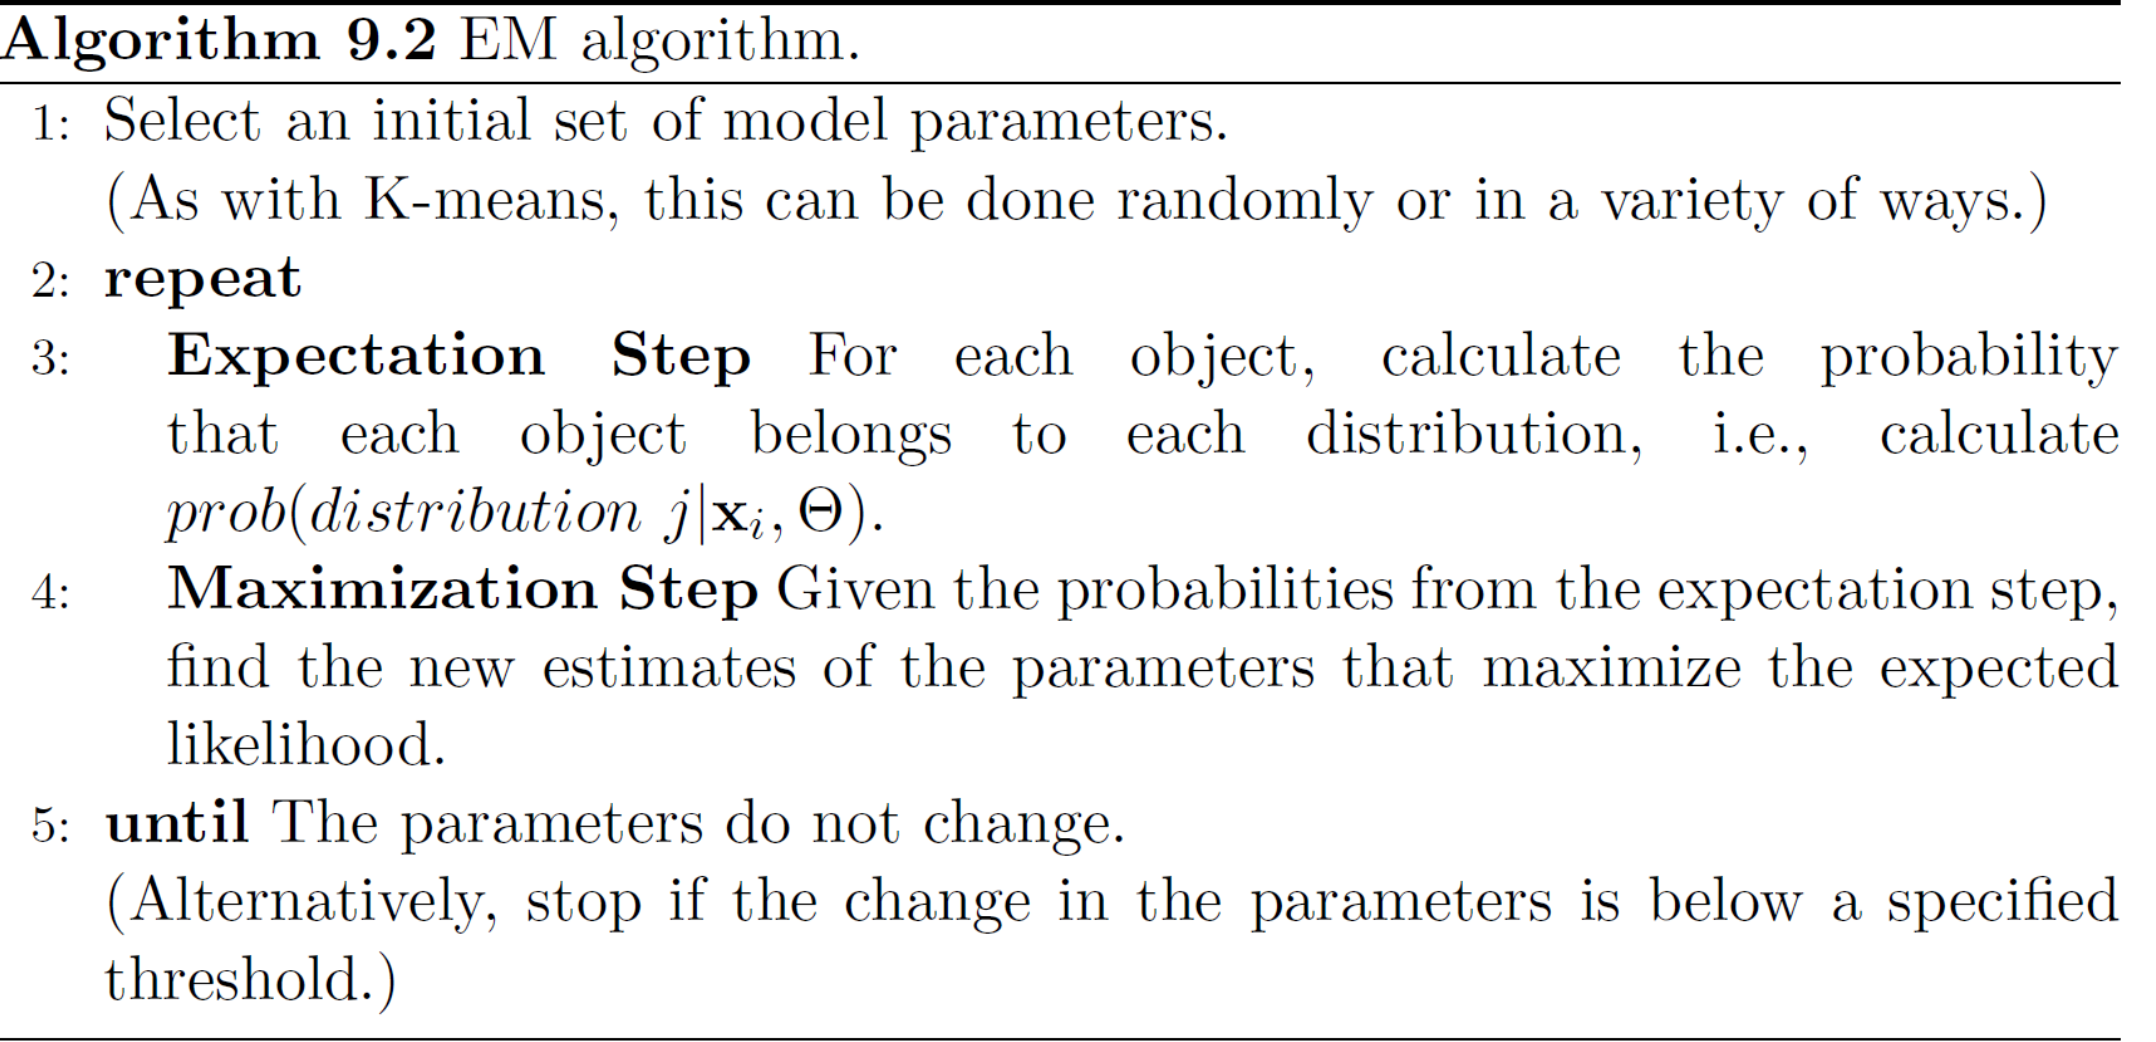 Algorithm 9.2 EM algorithm.
1: Select an initial set of model parameters.
(As with K-means, this can be done randomly or in a variety of ways.)
2: repeat
3: Expectation Step For each object, calculate the probability
that each object belongs to each distribution, i.e., calculate
prob(distribution j|xᵢ, Θ).
4: Maximization Step Given the probabilities from the expectation step,
find the new estimates of the parameters that maximize the expected
likelihood.
5: until The parameters do not change.
(Alternatively, stop if the change in the parameters is below a specified
threshold.)